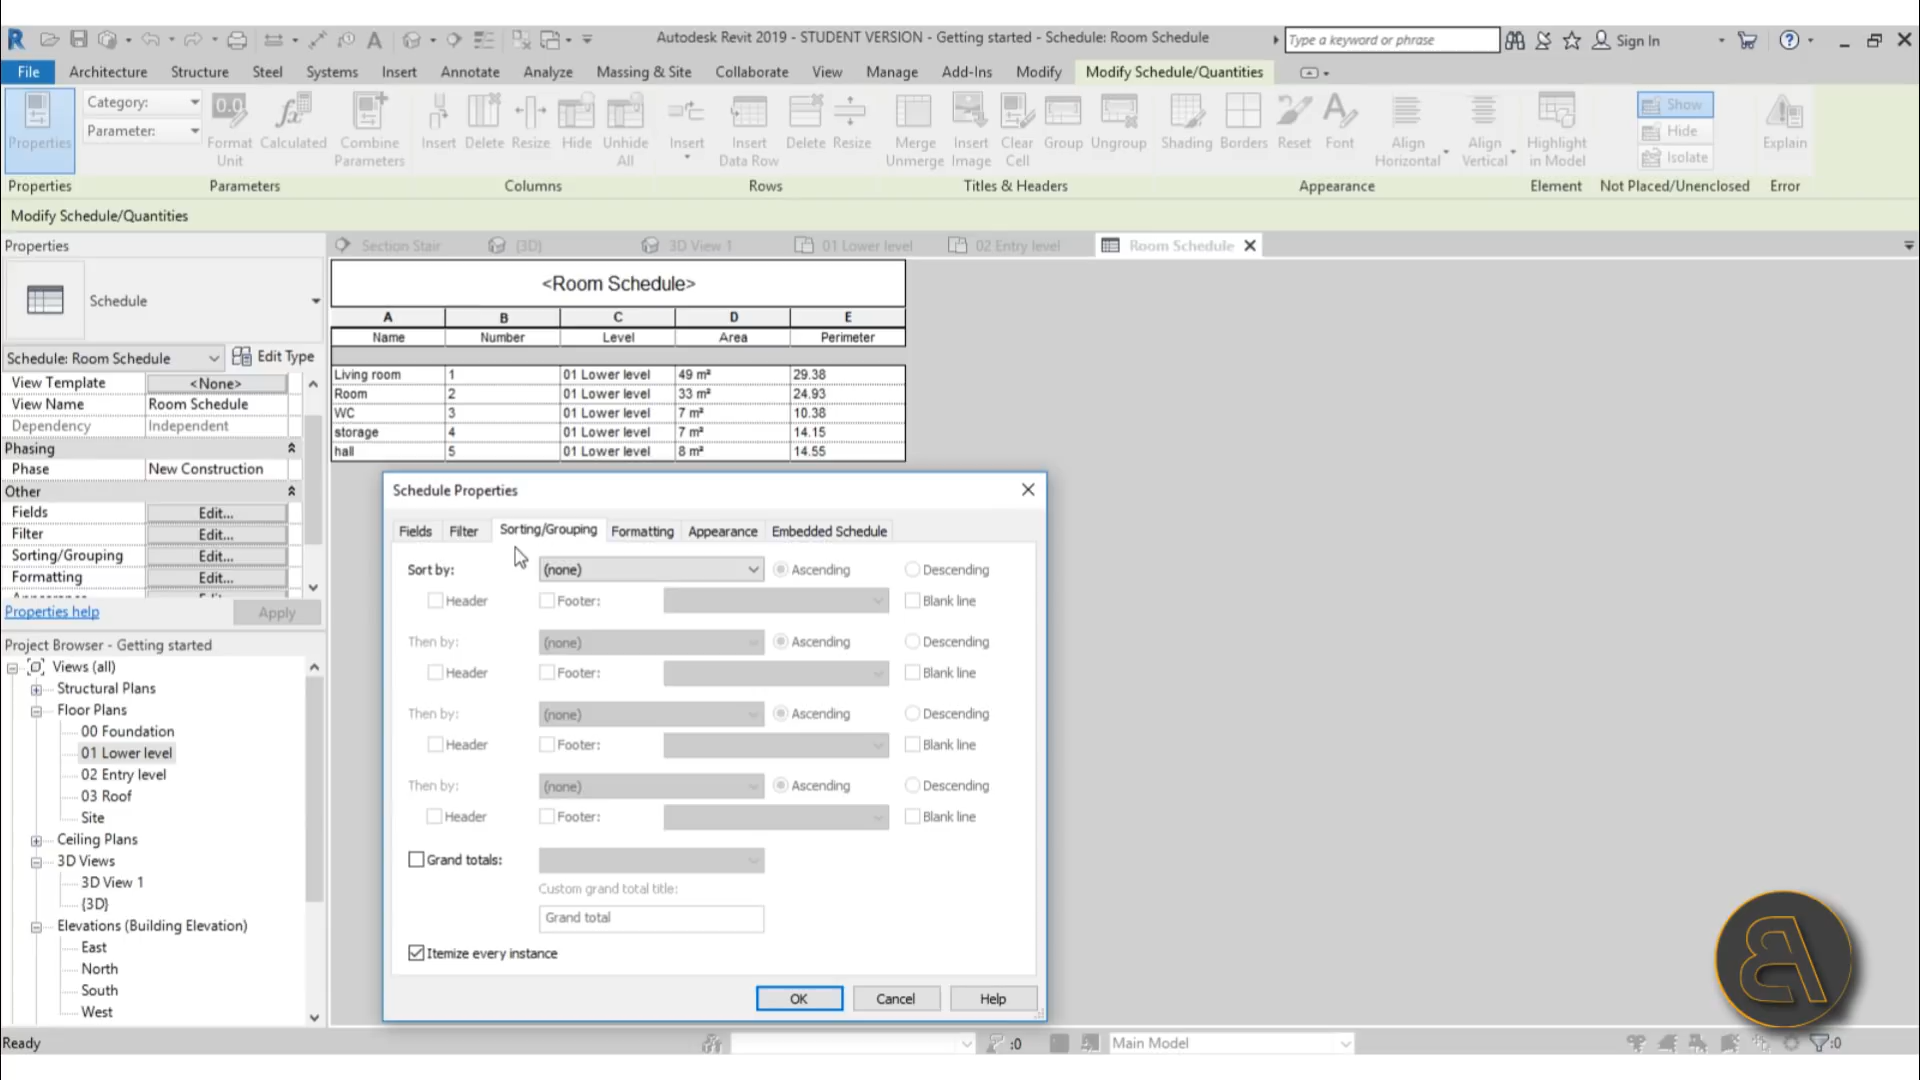 Autodesk Revit 2019 - STUDENT VERSION - Getting started - Schedule: Room Schedule
Type a keyword or phrase
Sign In
File Architecture Structure Steel Systems Insert Annotate Analyze Massing & Site Collaborate View Manage Add-Ins Modify Modify Schedule/Quantities
Category:
Parameter:
Properties
Format Unit
Calculated
Combine Parameters
Insert Delete Resize Hide Unhide All
Insert
Insert Data Row
Delete Resize
Merge Unmerge
Insert Image
Clear Cell
Group Ungroup
Shading Borders Reset Font
Align Horizontal
Align Vertical
Highlight in Model
Show
Hide
Isolate
Explain
Properties Parameters Columns Rows Titles & Headers Appearance Element Not Placed/Unenclosed Error
Modify Schedule/Quantities
Properties
Section Stair {3D} 3D View 1 01 Lower level 02 Entry level Room Schedule
Schedule
Schedule: Room Schedule Edit Type
View Template <None>
View Name Room Schedule
Dependency Independent
Phasing
Phase New Construction
Other
Fields Edit...
Filter Edit...
Sorting/Grouping Edit...
Formatting Edit...
Properties help Apply
<Room Schedule>
A B C D E
Name Number Level Area Perimeter
Living room 1 01 Lower level 49 m² 29.38
Room 2 01 Lower level 33 m² 24.93
WC 3 01 Lower level 7 m² 10.38
storage 4 01 Lower level 7 m² 14.15
hall 5 01 Lower level 8 m² 14.55
Project Browser - Getting started
Views (all)
Structural Plans
Floor Plans
00 Foundation
01 Lower level
02 Entry level
03 Roof
Site
Ceiling Plans
3D Views
3D View 1
{3D}
Elevations (Building Elevation)
East
North
South
West
Schedule Properties
Fields Filter Sorting/Grouping Formatting Appearance Embedded Schedule
Sort by: (none) Ascending Descending
Header Footer: Blank line
Then by: (none) Ascending Descending
Header Footer: Blank line
Then by: (none) Ascending Descending
Header Footer: Blank line
Then by: (none) Ascending Descending
Header Footer: Blank line
Grand totals:
Custom grand total title:
Grand total
Itemize every instance
OK Cancel Help
Ready :0 Main Model :0